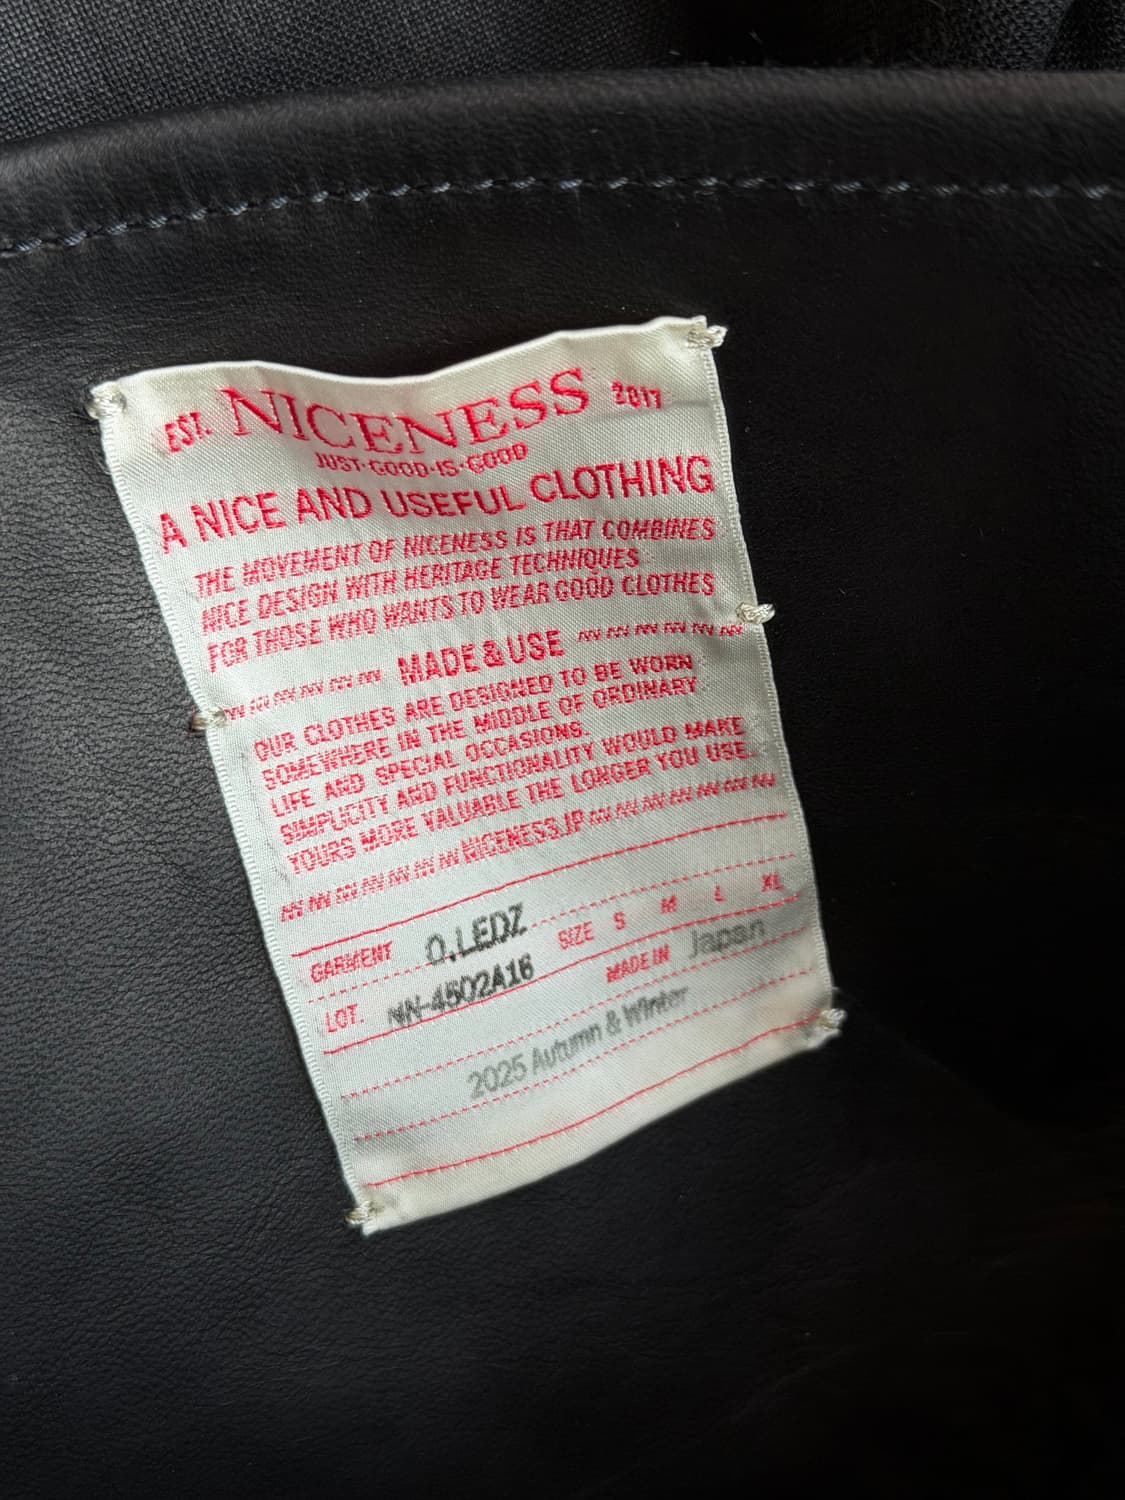 EST. NICENESS 2017
JUST·GOOD·IS·GOOD
A NICE AND USEFUL CLOTHING
THE MOVEMENT OF NICENESS IS THAT COMBINES
NICE DESIGN WITH HERITAGE TECHNIQUES
FOR THOSE WHO WANTS TO WEAR GOOD CLOTHES
MADE & USE
OUR CLOTHES ARE DESIGNED TO BE WORN
SOMEWHERE IN THE MIDDLE OF ORDINARY
LIFE AND SPECIAL OCCASIONS.
SIMPLICITY AND FUNCTIONALITY WOULD MAKE
YOURS MORE VALUABLE THE LONGER YOU USE.
NICENESS.JP
GARMENT O.LEDZ SIZE S M L XL
LOT. NN-4502A16 MADE IN Japan
2025 Autumn & Winter